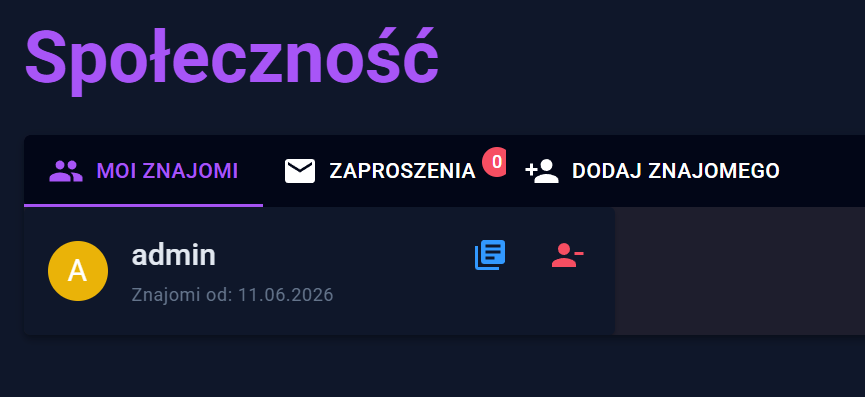 Społeczność
MOI ZNAJOMI
ZAPROSZENIA 0
DODAJ ZNAJOMEGO
A
admin
Znajomi od: 11.06.2026